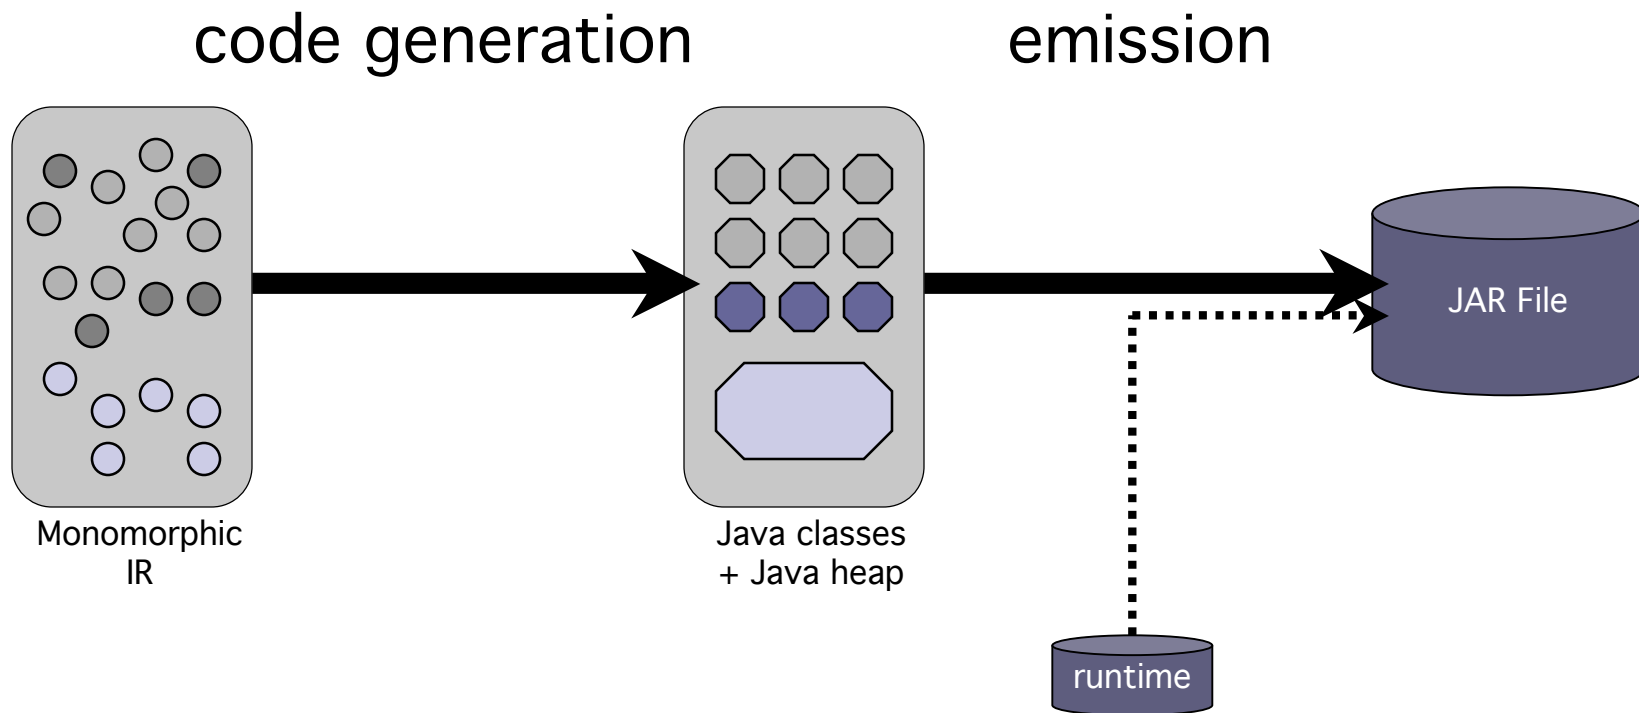 code generation
emission
JAR File
Monomorphic
IR
Java classes
+ Java heap
runtime